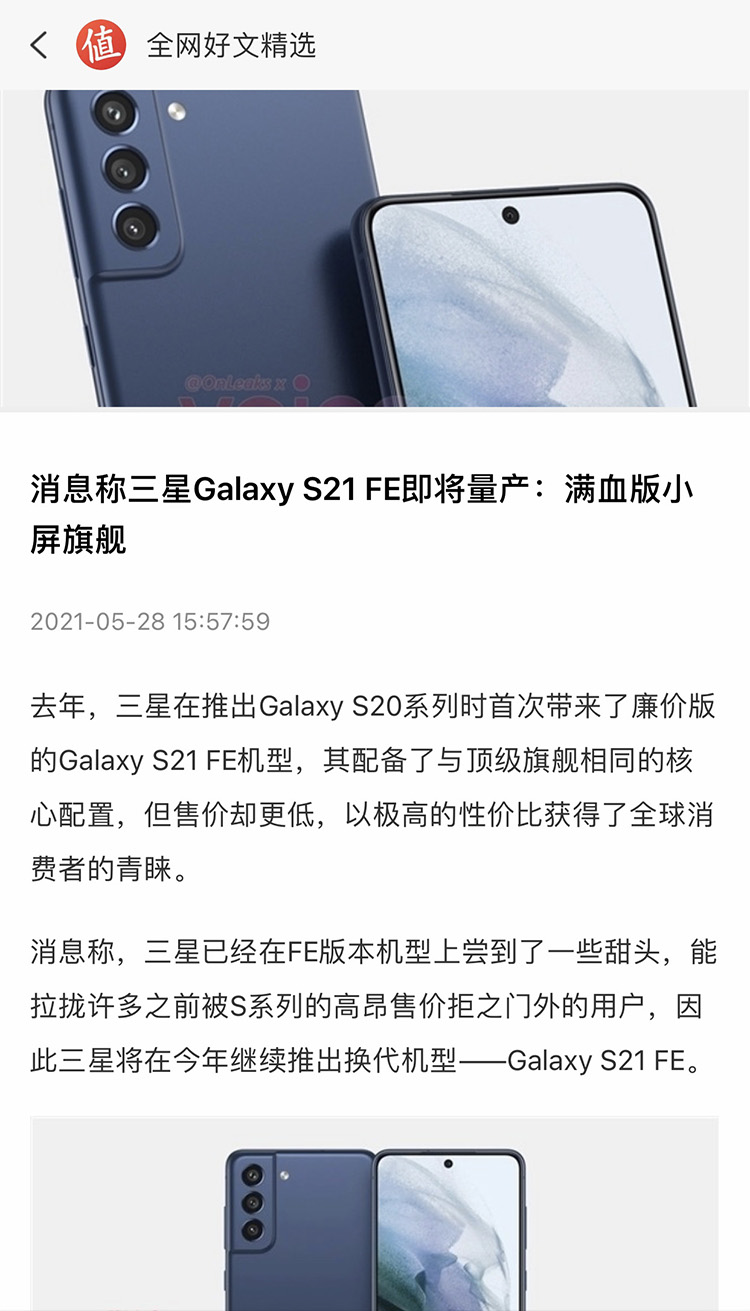 值 全网好文精选
@OnLeaks x
消息称三星Galaxy S21 FE即将量产：满血版小
屏旗舰
2021-05-28 15:57:59
去年，三星在推出Galaxy S20系列时首次带来了廉价版
的Galaxy S21 FE机型，其配备了与顶级旗舰相同的核
心配置，但售价却更低，以极高的性价比获得了全球消
费者的青睐。
消息称，三星已经在FE版本机型上尝到了一些甜头，能
拉拢许多之前被S系列的高昂售价拒之门外的用户，因
此三星将在今年继续推出换代机型——Galaxy S21 FE。